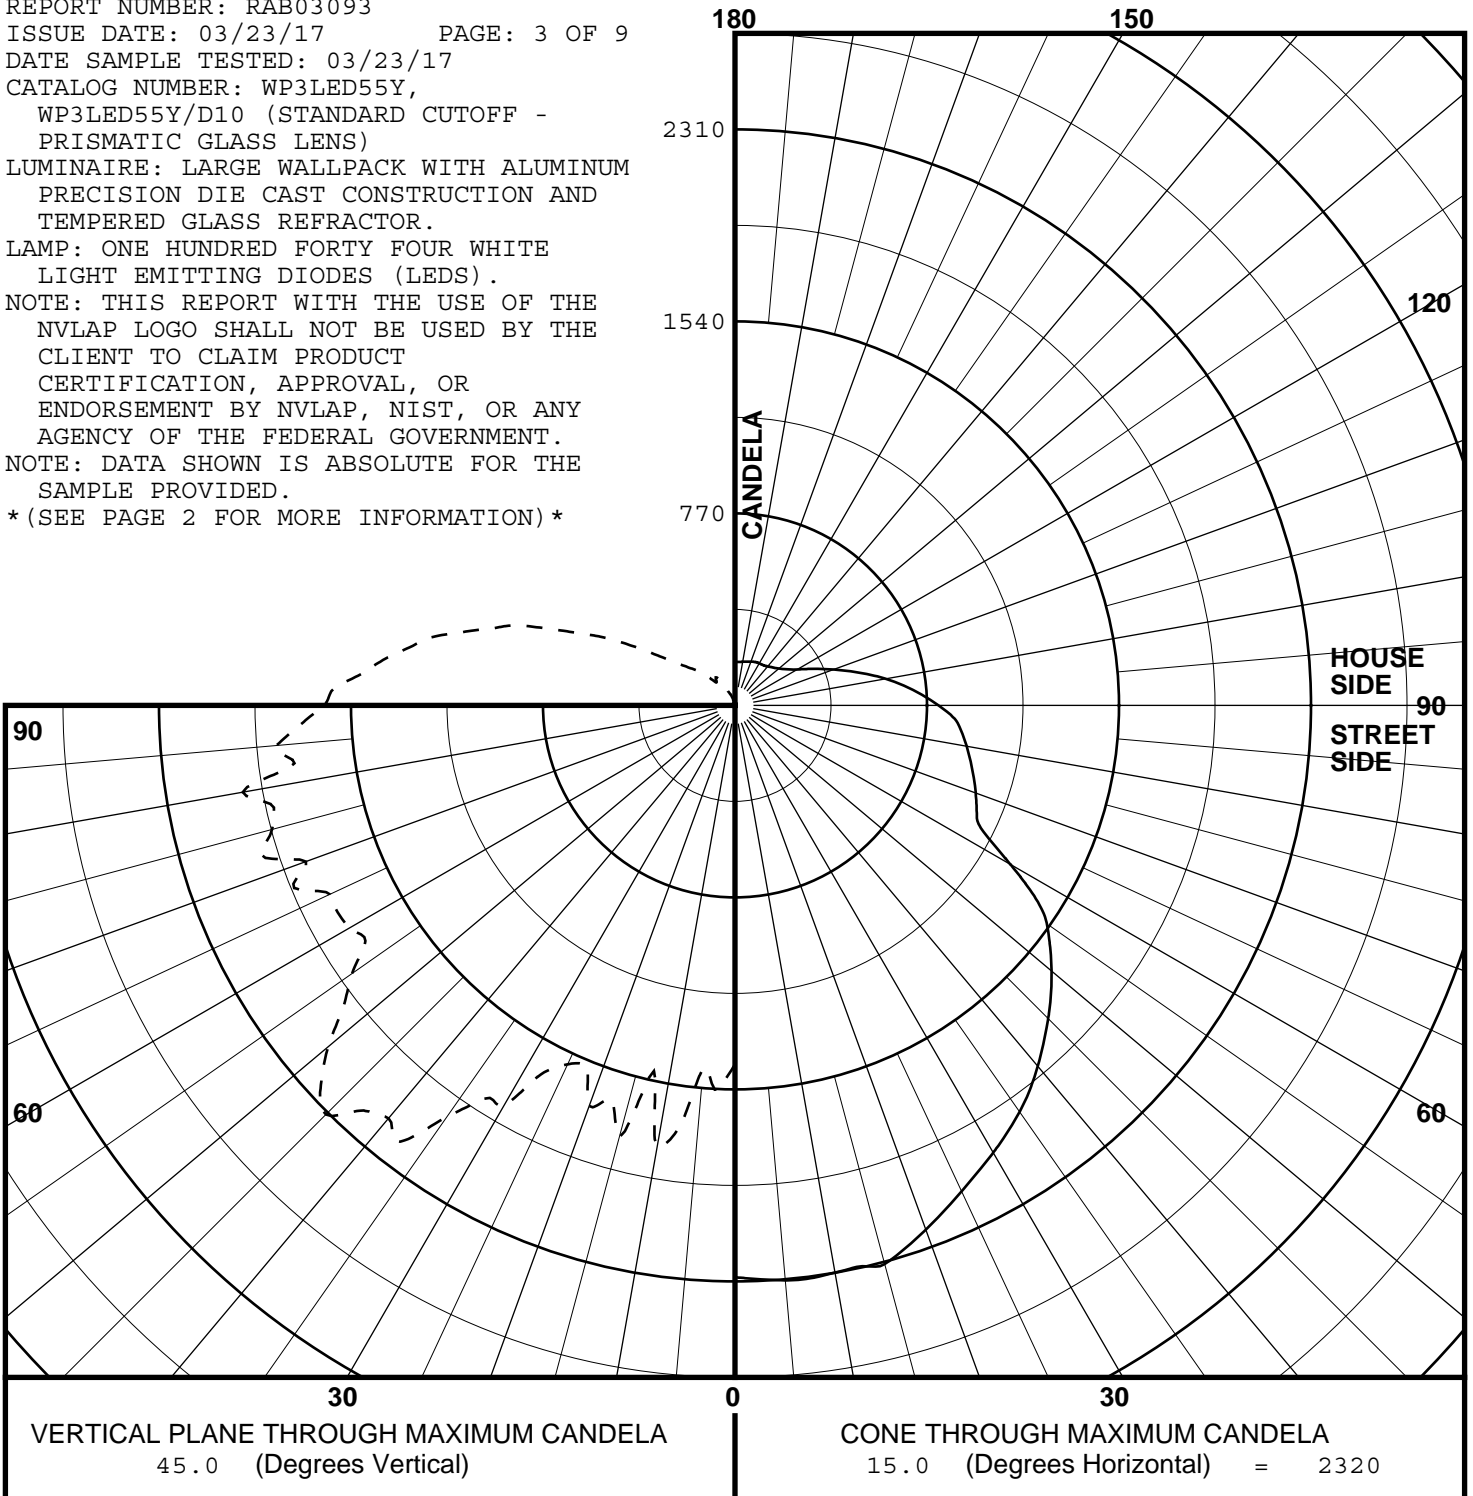 REPORT NUMBER: RAB03093
ISSUE DATE: 03/23/17 PAGE: 3 OF 9
DATE SAMPLE TESTED: 03/23/17
CATALOG NUMBER: WP3LED55Y,
WP3LED55Y/D10 (STANDARD CUTOFF -
PRISMATIC GLASS LENS)
LUMINAIRE: LARGE WALLPACK WITH ALUMINUM
PRECISION DIE CAST CONSTRUCTION AND
TEMPERED GLASS REFRACTOR.
LAMP: ONE HUNDRED FORTY FOUR WHITE
LIGHT EMITTING DIODES (LEDS).
NOTE: THIS REPORT WITH THE USE OF THE
NVLAP LOGO SHALL NOT BE USED BY THE
CLIENT TO CLAIM PRODUCT
CERTIFICATION, APPROVAL, OR
ENDORSEMENT BY NVLAP, NIST, OR ANY
AGENCY OF THE FEDERAL GOVERNMENT.
NOTE: DATA SHOWN IS ABSOLUTE FOR THE
SAMPLE PROVIDED.
*(SEE PAGE 2 FOR MORE INFORMATION)*
180
150
2310
1540
120
CANDELA
770
HOUSE
SIDE
90
STREET
SIDE
90
60
60
30
0
30
VERTICAL PLANE THROUGH MAXIMUM CANDELA
45.0 (Degrees Vertical)
CONE THROUGH MAXIMUM CANDELA
15.0 (Degrees Horizontal) = 2320